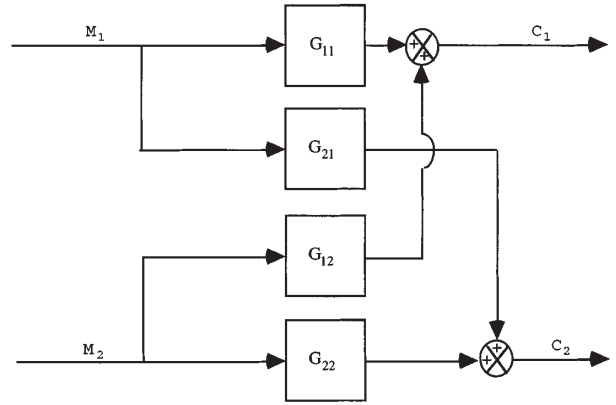 M₁
G₁₁
+
+
C₁
G₂₁
G₁₂
M₂
G₂₂
+
+
C₂